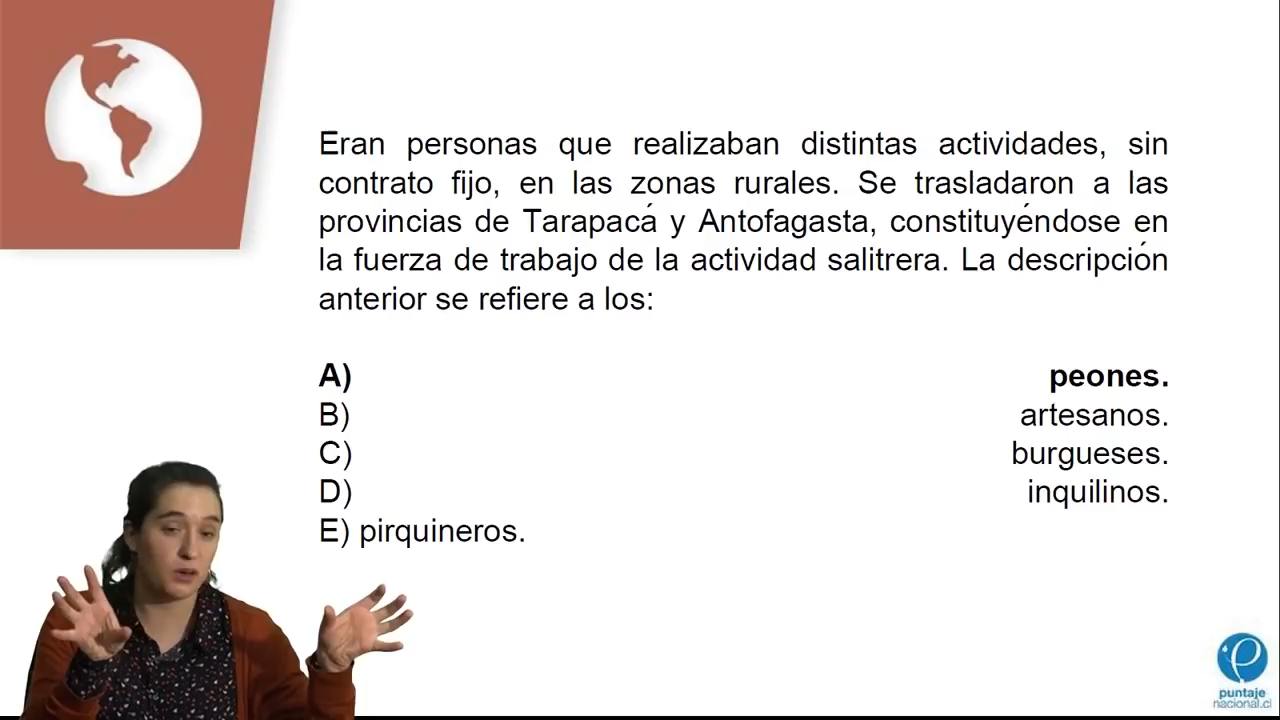 Eran personas que realizaban distintas actividades, sin
contrato fijo, en las zonas rurales. Se trasladaron a las
provincias de Tarapacá y Antofagasta, constituyéndose en
la fuerza de trabajo de la actividad salitrera. La descripción
anterior se refiere a los:
A) peones.
B) artesanos.
C) burgueses.
D) inquilinos.
E) pirquineros.
puntaje
nacional.cl